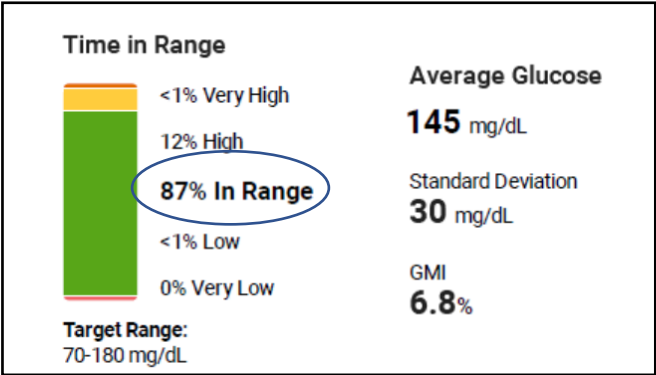 Time in Range
<1% Very High
12% High
87% In Range
<1% Low
0% Very Low
Target Range:
70-180 mg/dL
Average Glucose
145 mg/dL
Standard Deviation
30 mg/dL
GMI
6.8%